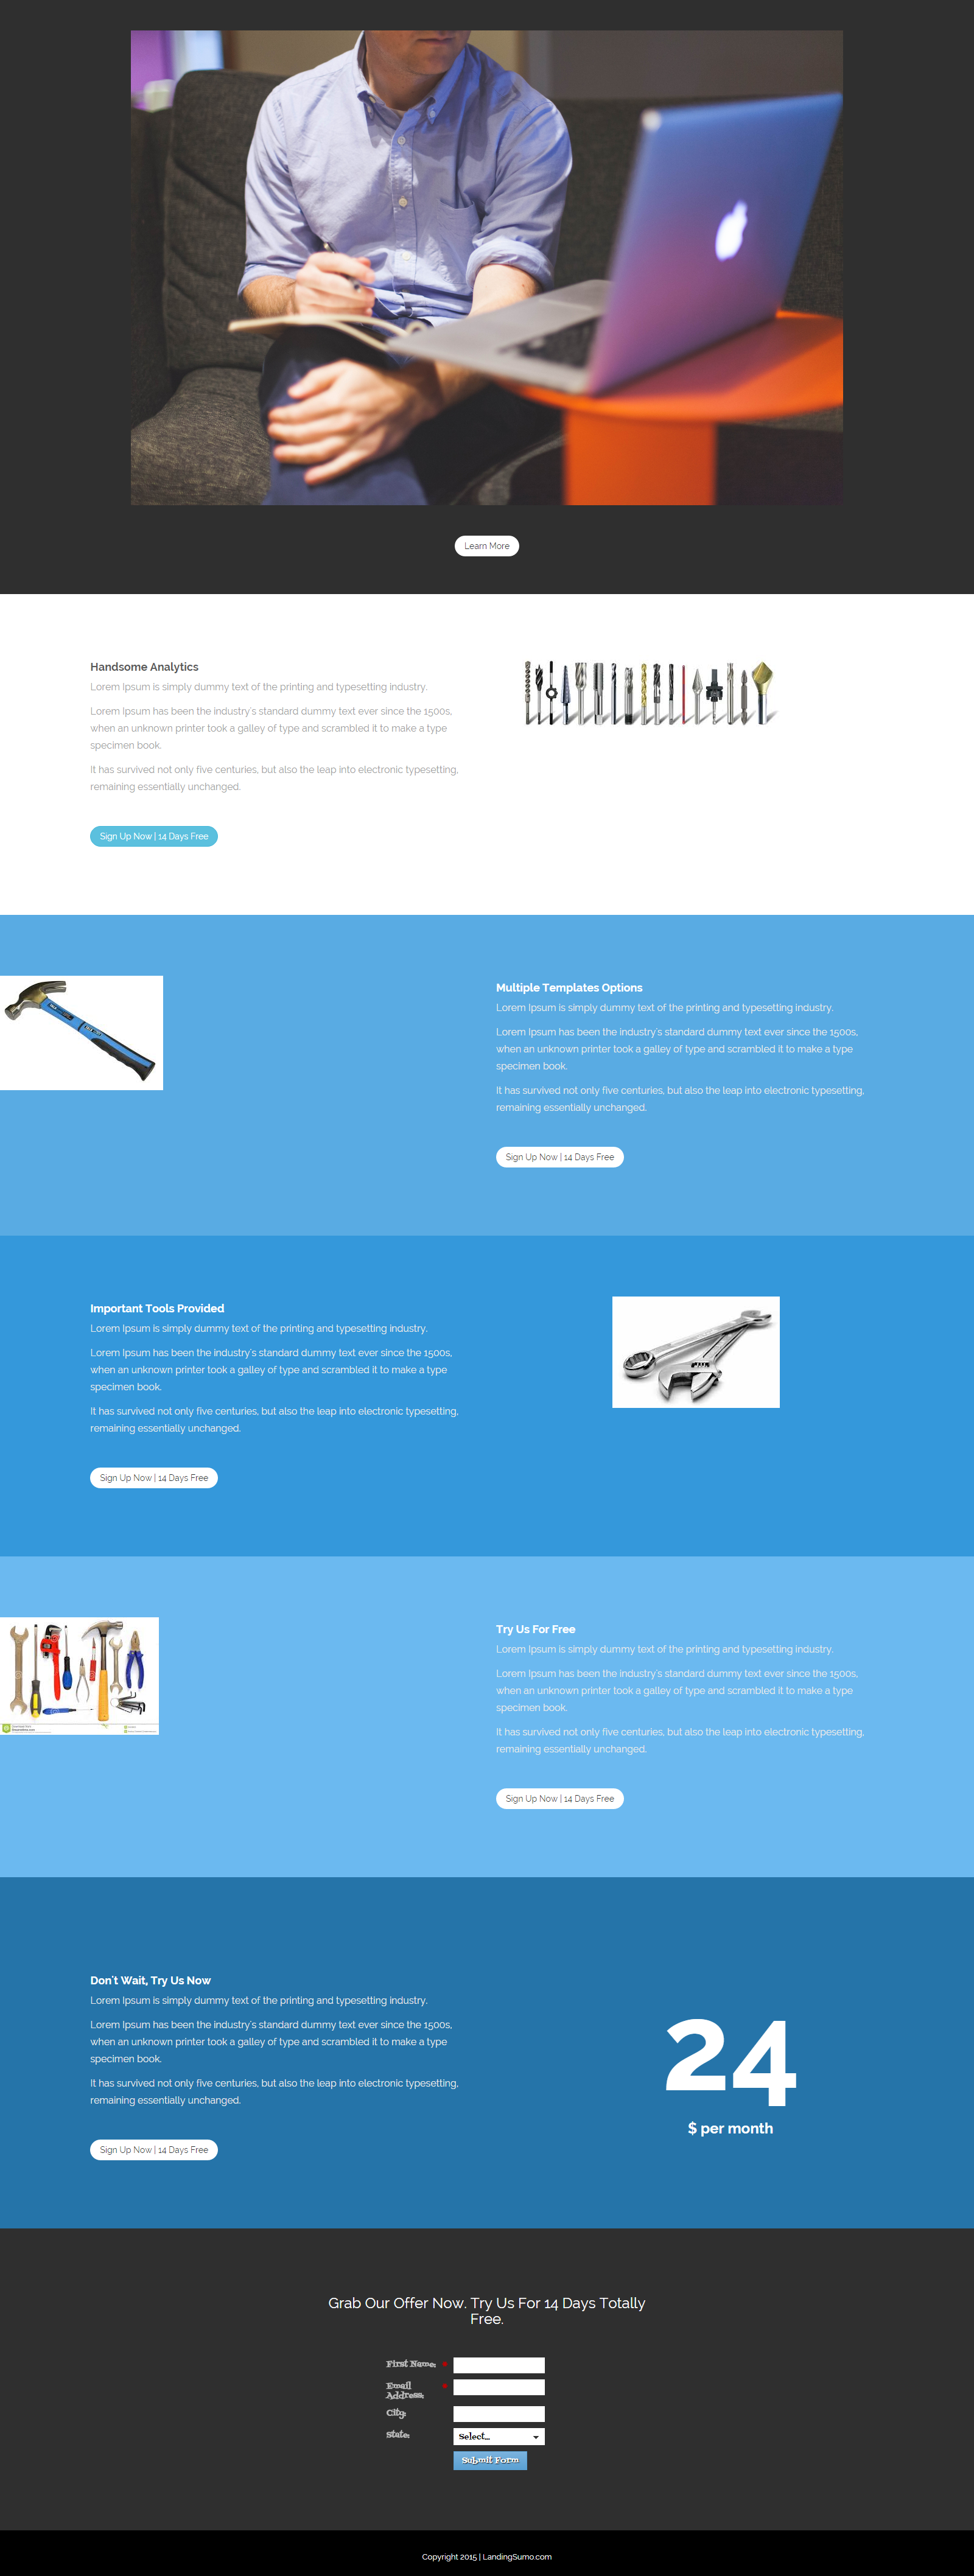 Learn More
Handsome Analytics
Lorem Ipsum is simply dummy text of the printing and typesetting industry.
Lorem Ipsum has been the industry's standard dummy text ever since the 1500s,
when an unknown printer took a galley of type and scrambled it to make a type
specimen book.
It has survived not only five centuries, but also the leap into electronic typesetting,
remaining essentially unchanged.
Sign Up Now | 14 Days Free
Multiple Templates Options
Lorem Ipsum is simply dummy text of the printing and typesetting industry.
Lorem Ipsum has been the industry's standard dummy text ever since the 1500s,
when an unknown printer took a galley of type and scrambled it to make a type
specimen book.
It has survived not only five centuries, but also the leap into electronic typesetting,
remaining essentially unchanged.
Sign Up Now | 14 Days Free
Important Tools Provided
Lorem Ipsum is simply dummy text of the printing and typesetting industry.
Lorem Ipsum has been the industry's standard dummy text ever since the 1500s,
when an unknown printer took a galley of type and scrambled it to make a type
specimen book.
It has survived not only five centuries, but also the leap into electronic typesetting,
remaining essentially unchanged.
Sign Up Now | 14 Days Free
Try Us For Free
Lorem Ipsum is simply dummy text of the printing and typesetting industry.
Lorem Ipsum has been the industry's standard dummy text ever since the 1500s,
when an unknown printer took a galley of type and scrambled it to make a type
specimen book.
It has survived not only five centuries, but also the leap into electronic typesetting,
remaining essentially unchanged.
Sign Up Now | 14 Days Free
Don't Wait, Try Us Now
Lorem Ipsum is simply dummy text of the printing and typesetting industry.
Lorem Ipsum has been the industry's standard dummy text ever since the 1500s,
when an unknown printer took a galley of type and scrambled it to make a type
specimen book.
It has survived not only five centuries, but also the leap into electronic typesetting,
remaining essentially unchanged.
Sign Up Now | 14 Days Free
24
$ per month
Grab Our Offer Now. Try Us For 14 Days Totally
Free.
First Name: *
Email
Address: *
City:
State: Select...
Submit Form
Copyright 2015 | LandingSumo.com